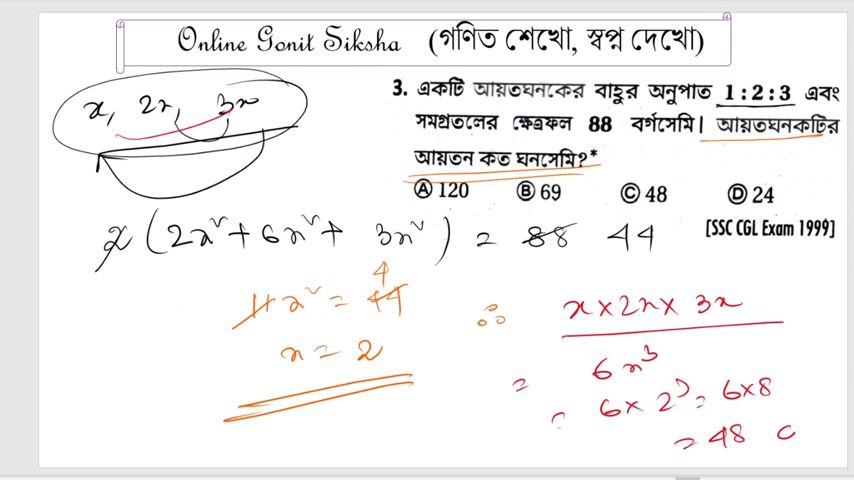 Online Gonit Siksha (গণিত শেখো, স্বপ্ন দেখো)
x, 2x, 3x
3. একটি আয়তঘনকের বাহুর অনুপাত 1:2:3 এবং
সমগ্রতলের ক্ষেত্রফল 88 বর্গসেমি। আয়তঘনকটির
আয়তন কত ঘনসেমি?*
Ⓐ 120 Ⓑ 69 Ⓒ 48 Ⓓ 24
[SSC CGL Exam 1999]
2 (2x² + 6x² + 3x²) = 88 44
11x² = 44 4
x = 2
∴ x × 2x × 3x
= 6x³
= 6 × 2³ = 6×8
= 48 C